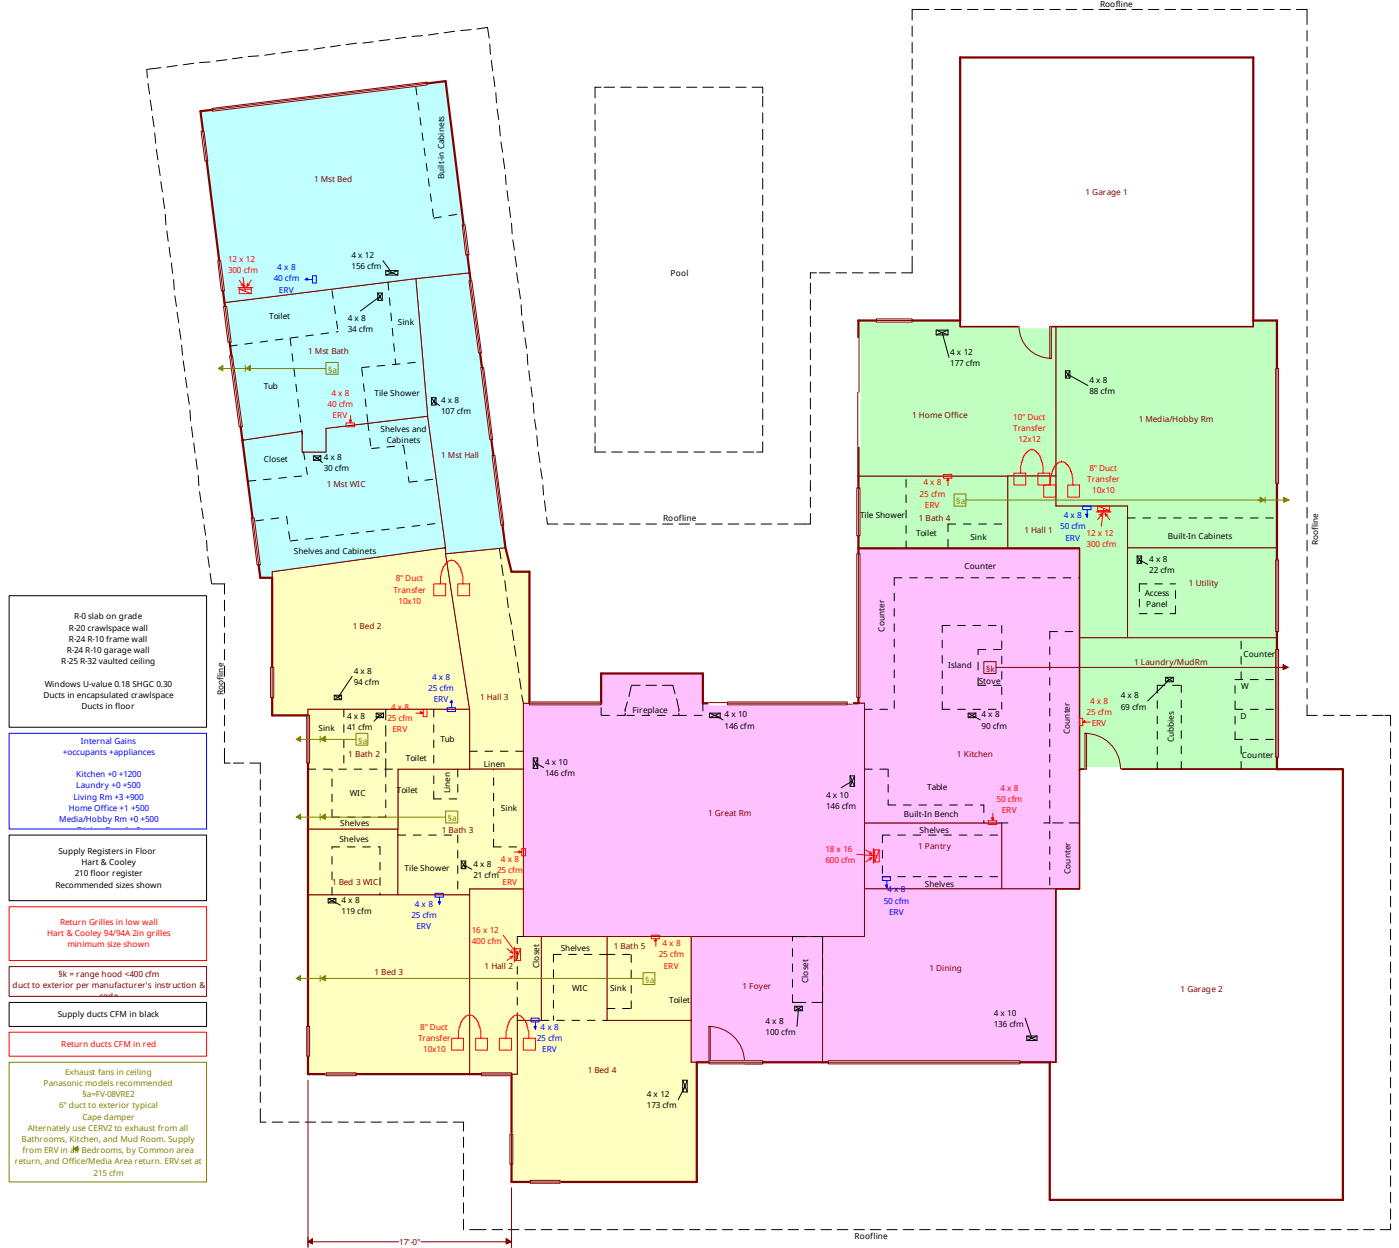 Roofline
Built-in Cabinets
1 Mst Bed
1 Garage 1
12 x 12
300 cfm
4 x 8
40 cfm
ERV
4 x 12
156 cfm
Pool
Toilet
4 x 8
34 cfm
Sink
1 Mst Bath
Tub
Tile Shower
4 x 8
40 cfm
ERV
4 x 8
107 cfm
§a
Shelves and
Cabinets
Closet
4 x 8
30 cfm
1 Mst WIC
1 Mst Hall
Shelves and Cabinets
Roofline
4 x 12
177 cfm
4 x 8
88 cfm
1 Home Office
10" Duct
Transfer
12x12
1 Media/Hobby Rm
8" Duct
Transfer
10x10
4 x 8
25 cfm
ERV
§a
Tile Shower
1 Bath 4
Toilet
Sink
1 Hall 1
4 x 8
50 cfm
ERV
12 x 12
300 cfm
Built-In Cabinets
Roofline
4 x 8
22 cfm
1 Utility
Access
Panel
8" Duct
Transfer
10x10
1 Bed 2
Roofline
4 x 8
94 cfm
4 x 8
25 cfm
ERV
1 Hall 3
4 x 8
41 cfm
4 x 8
25 cfm
ERV
Sink
§a
1 Bath 2
Toilet
Tub
Linen
Counter
Counter
Island
§k
Stove
4 x 8
90 cfm
1 Kitchen
Counter
1 Laundry/MudRm
Counter
W
D
Counter
4 x 8
69 cfm
4 x 8
25 cfm
ERV
Cubbies
Fireplace
4 x 10
146 cfm
4 x 10
146 cfm
4 x 10
146 cfm
1 Great Rm
Table
Built-In Bench
4 x 8
50 cfm
ERV
Shelves
1 Pantry
Shelves
Counter
18 x 16
600 cfm
4 x 8
50 cfm
ERV
WIC
Shelves
Toilet
Linen
Sink
§a
1 Bath 3
Shelves
Tile Shower
4 x 8
21 cfm
4 x 8
25 cfm
ERV
1 Bed 3 WIC
4 x 8
119 cfm
4 x 8
25 cfm
ERV
16 x 12
400 cfm
1 Hall 2
Closet
1 Bed 3
Shelves
WIC
1 Bath 5
4 x 8
25 cfm
ERV
Sink
§a
Toilet
8" Duct
Transfer
10x10
4 x 8
25 cfm
ERV
1 Bed 4
4 x 12
173 cfm
1 Foyer
Closet
4 x 8
100 cfm
1 Dining
4 x 10
136 cfm
1 Garage 2
17'-0"
Roofline
R-0 slab on grade
R-20 crawlspace wall
R-24 R-10 frame wall
R-24 R-10 garage wall
R-25 R-32 vaulted ceiling
Windows U-value 0.18 SHGC 0.30
Ducts in encapsulated crawlspace
Ducts in floor
Internal Gains
+occupants +appliances
Kitchen +0 +1200
Laundry +0 +500
Living Rm +3 +900
Home Office +1 +500
Media/Hobby Rm +0 +500
Supply Registers in Floor
Hart & Cooley
210 floor register
Recommended sizes shown
Return Grilles in low wall
Hart & Cooley 94/94A 2in grilles
minimum size shown
§k = range hood <400 cfm
duct to exterior per manufacturer's instruction &
Supply ducts CFM in black
Return ducts CFM in red
Exhaust fans in ceiling
Panasonic models recommended
§a=FV-08VRE2
6" duct to exterior typical
Cape damper
Alternately use CERV2 to exhaust from all
Bathrooms, Kitchen, and Mud Room. Supply
from ERV in all Bedrooms, by Common area
return, and Office/Media Area return. ERV set at
215 cfm